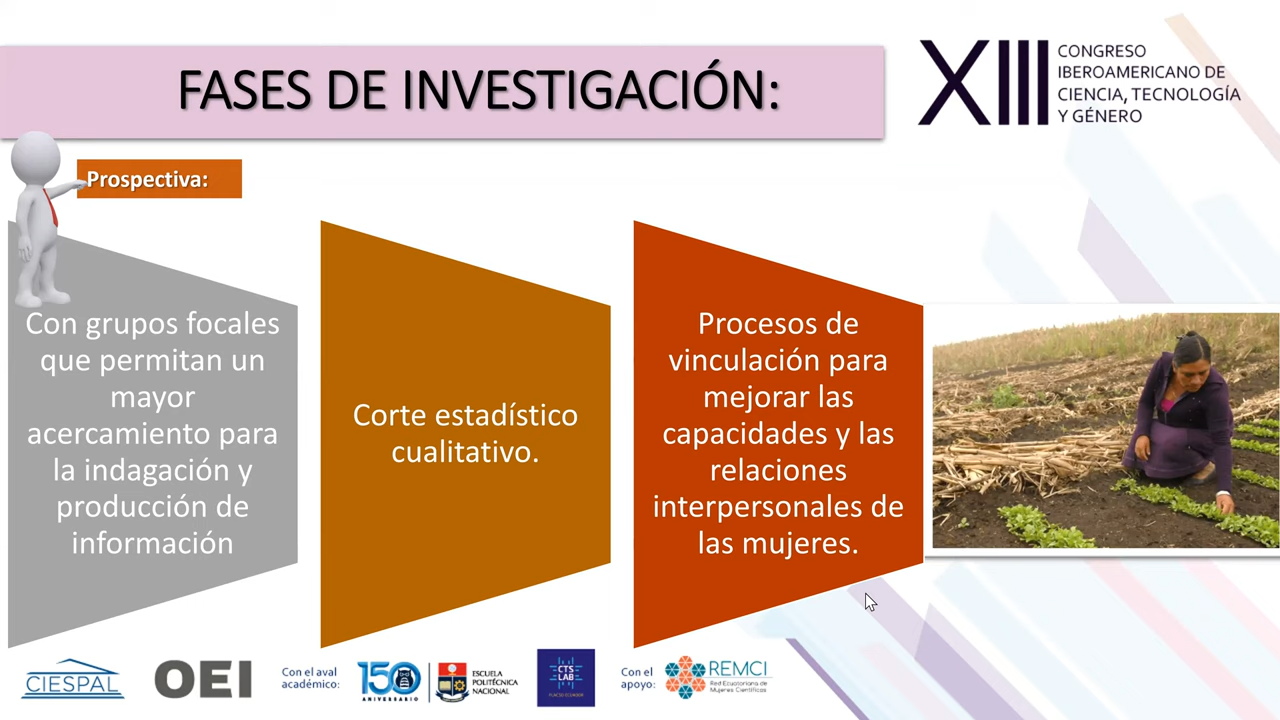 FASES DE INVESTIGACIÓN:
XIII
CONGRESO
IBEROAMERICANO DE
CIENCIA, TECNOLOGÍA
Y GÉNERO
Prospectiva:
Con grupos focales
que permitan un
mayor
acercamiento para
la indagación y
producción de
información
Corte estadístico
cualitativo.
Procesos de
vinculación para
mejorar las
capacidades y las
relaciones
interpersonales de
las mujeres.
CIESPAL
OEI
Con el aval
académico:
150
ANIVERSARIO
ESCUELA
POLITÉCNICA
NACIONAL
CTS
LAB
FLACSO ECUADOR
Con el
apoyo:
REMCI
Red Ecuatoriana de
Mujeres Científicas